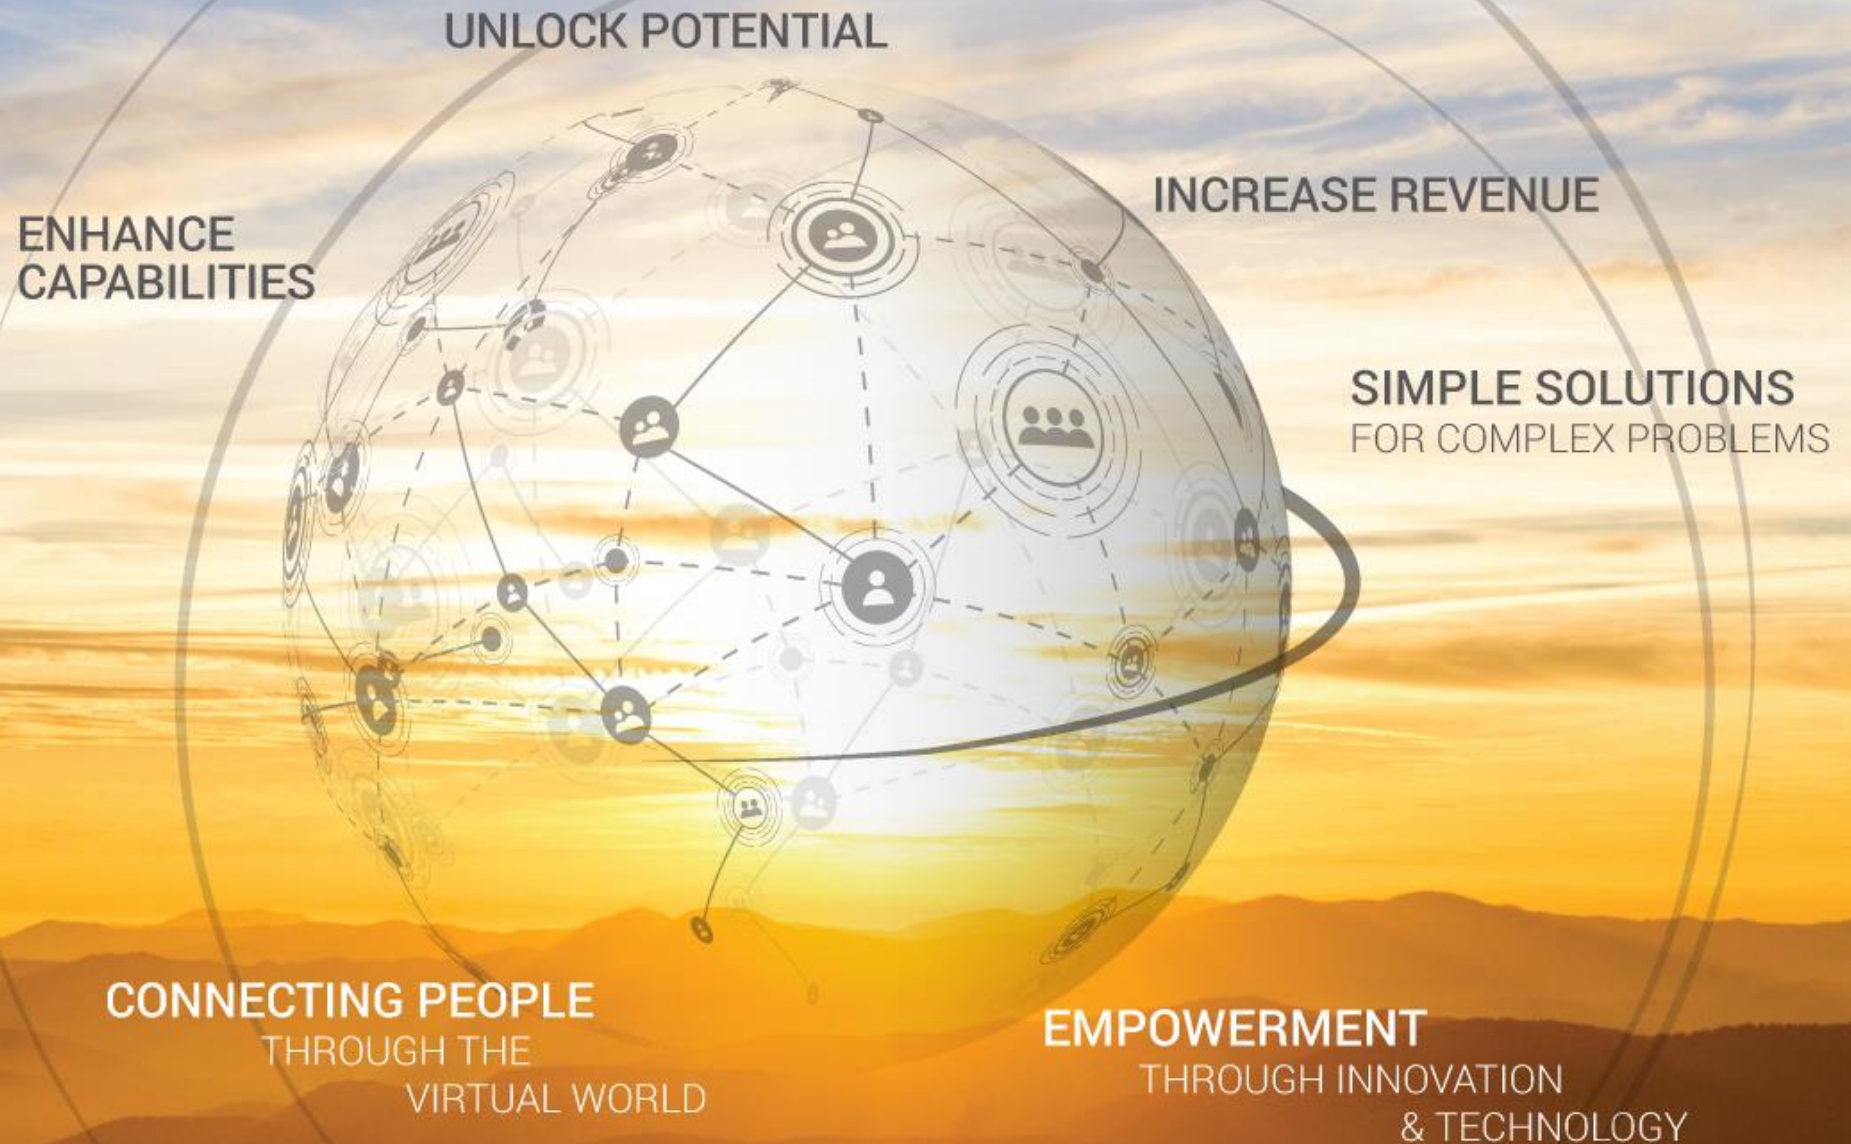 UNLOCK POTENTIAL
INCREASE REVENUE
ENHANCE
CAPABILITIES
SIMPLE SOLUTIONS
FOR COMPLEX PROBLEMS
CONNECTING PEOPLE
THROUGH THE
VIRTUAL WORLD
EMPOWERMENT
THROUGH INNOVATION
& TECHNOLOGY